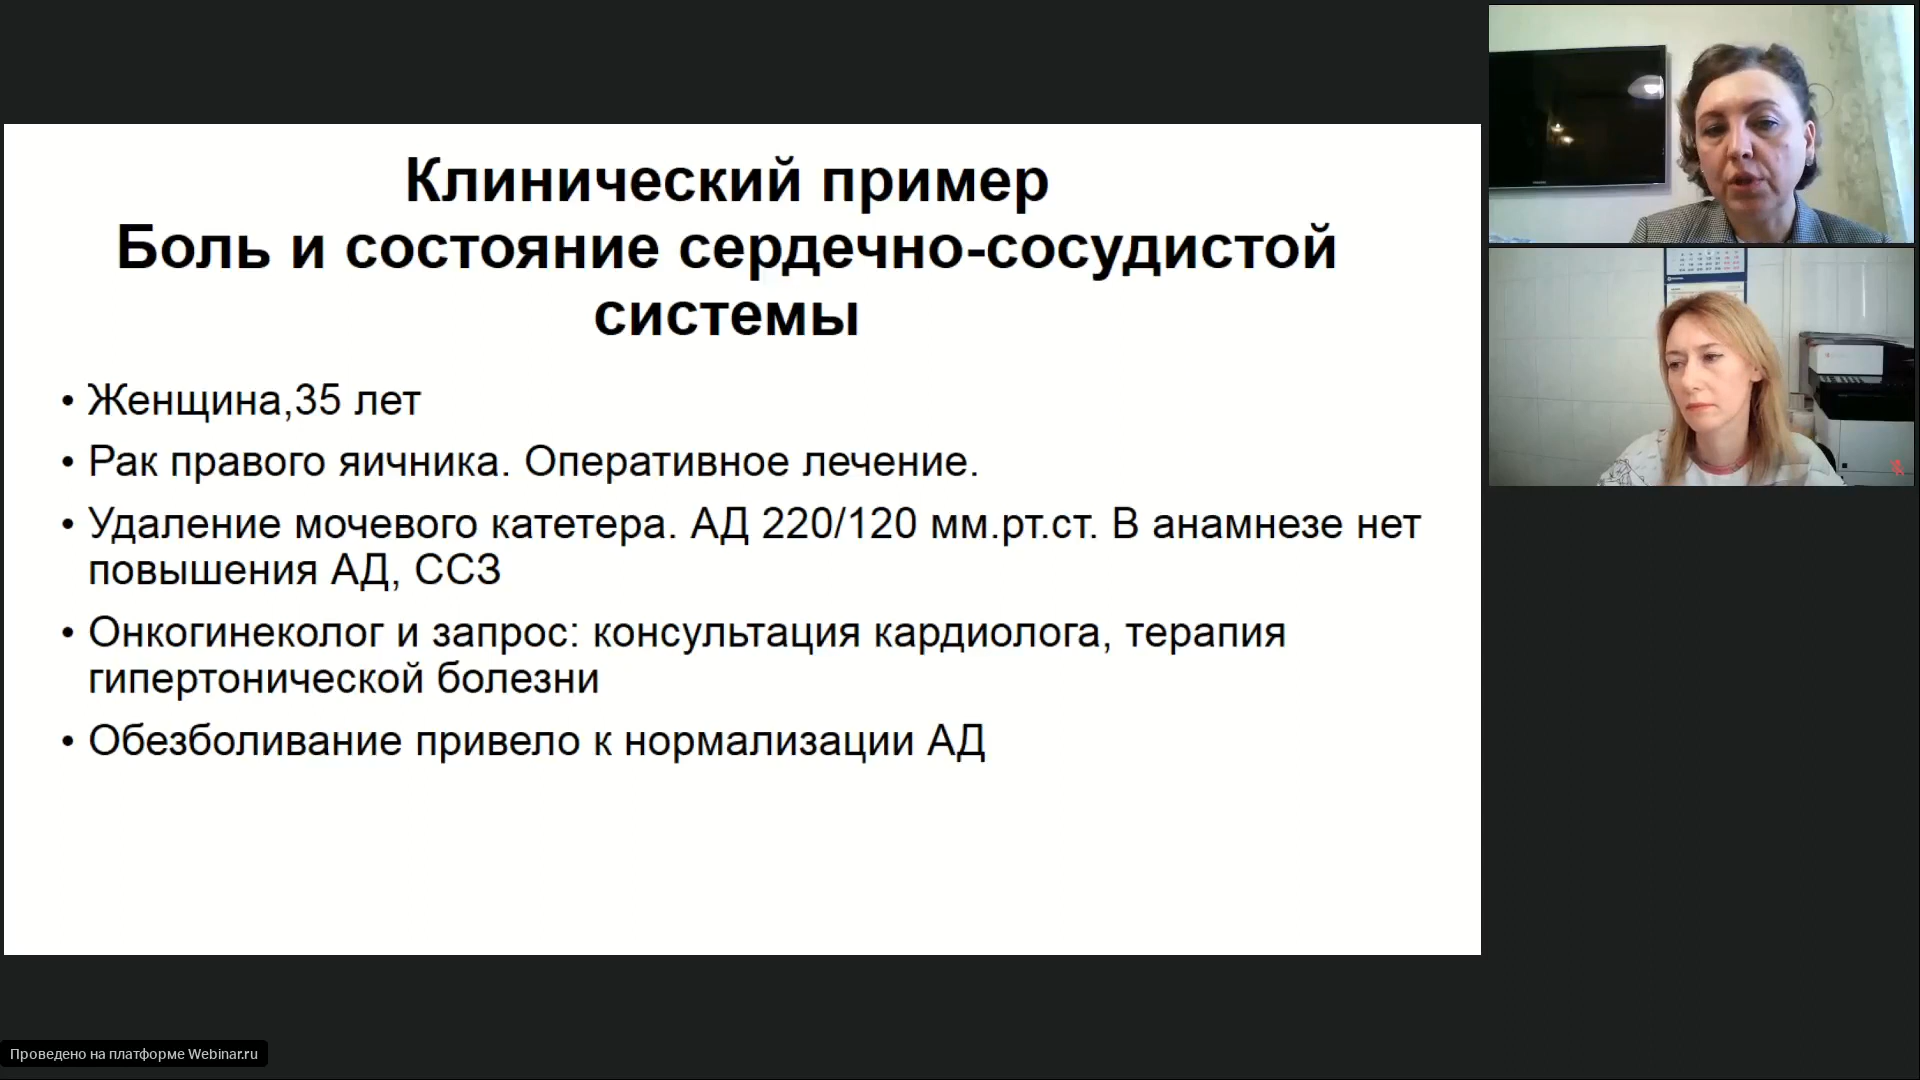 Клинический пример
Боль и состояние сердечно-сосудистой
системы
• Женщина,35 лет
• Рак правого яичника. Оперативное лечение.
• Удаление мочевого катетера. АД 220/120 мм.рт.ст. В анамнезе нет
повышения АД, ССЗ
• Онкогинеколог и запрос: консультация кардиолога, терапия
гипертонической болезни
• Обезболивание привело к нормализации АД
Проведено на платформе Webinar.ru